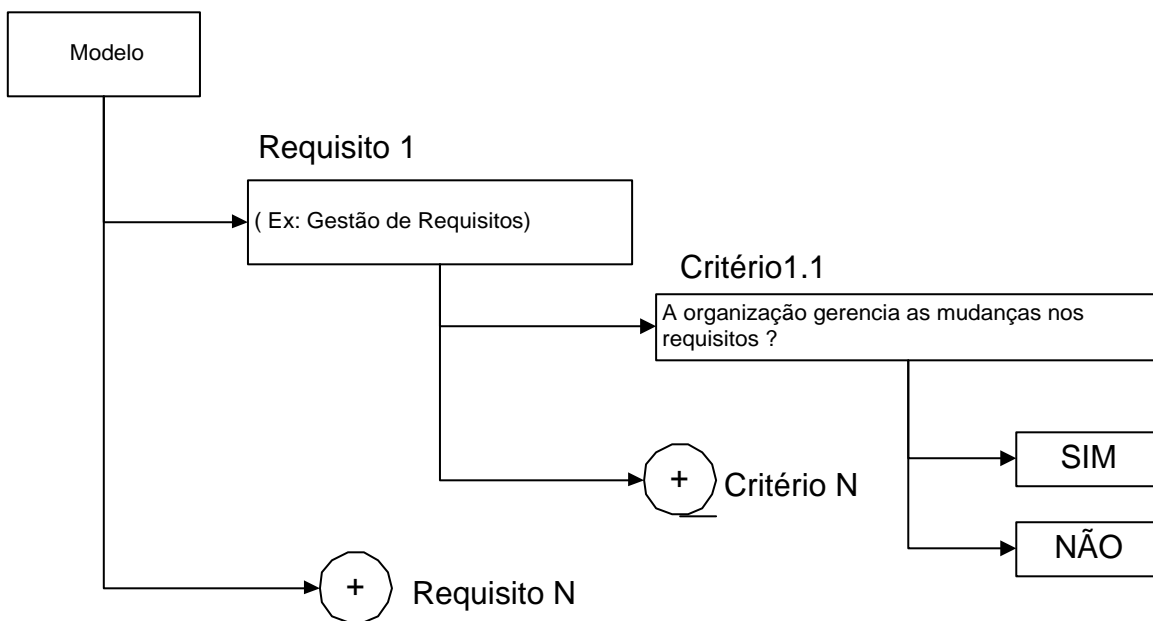 Modelo
Requisito 1
( Ex: Gestão de Requisitos)
Critério1.1
A organização gerencia as mudanças nos
requisitos ?
SIM
+
Critério N
NÃO
+
Requisito N